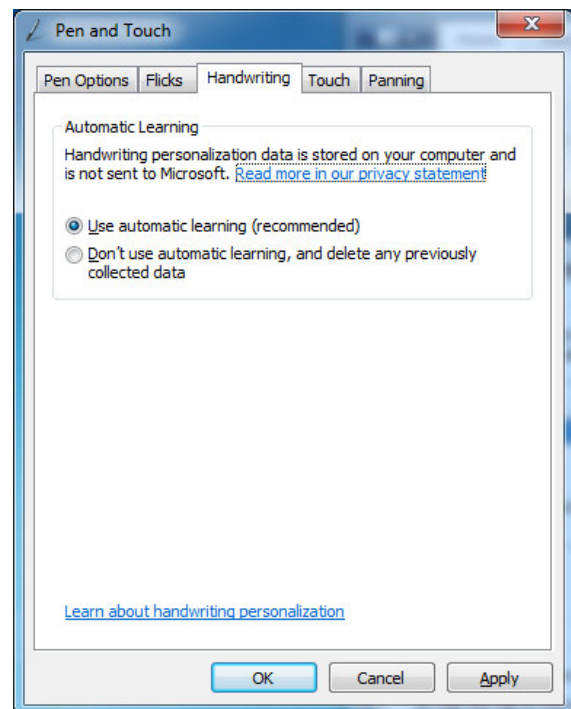 Pen and Touch
Pen Options Flicks Handwriting Touch Panning
Automatic Learning
Handwriting personalization data is stored on your computer and
is not sent to Microsoft. Read more in our privacy statement
Use automatic learning (recommended)
Don't use automatic learning, and delete any previously
collected data
Learn about handwriting personalization
OK Cancel Apply